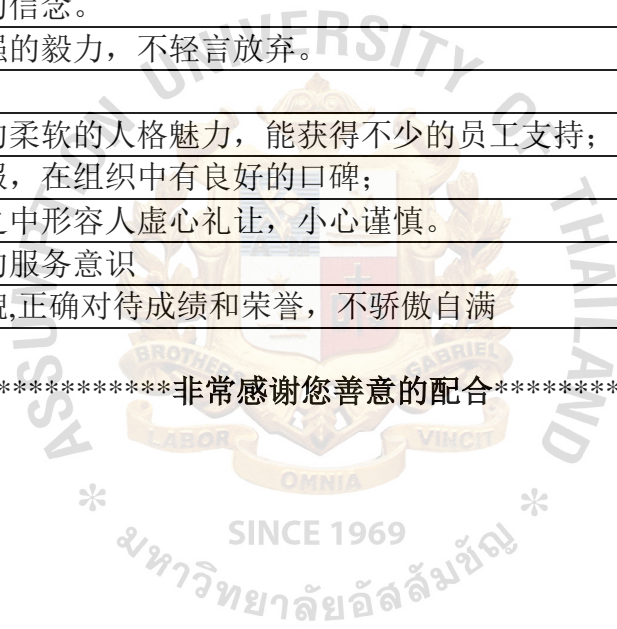 的信念。
强的毅力，不轻言放弃。
的柔软的人格魅力，能获得不少的员工支持；
服，在组织中有良好的口碑；
之中形容人虚心礼让，小心谨慎。
的服务意识
,正确对待成绩和荣誉，不骄傲自满
***********非常感谢您善意的配合********
ASSUMPTION UNIVERSITY OF THAILAND
BROTHERS
GABRIEL
LABOR
VINCIT
OMNIA
SINCE 1969
* มหาวิทยาลัยอัสสัมชัญ *